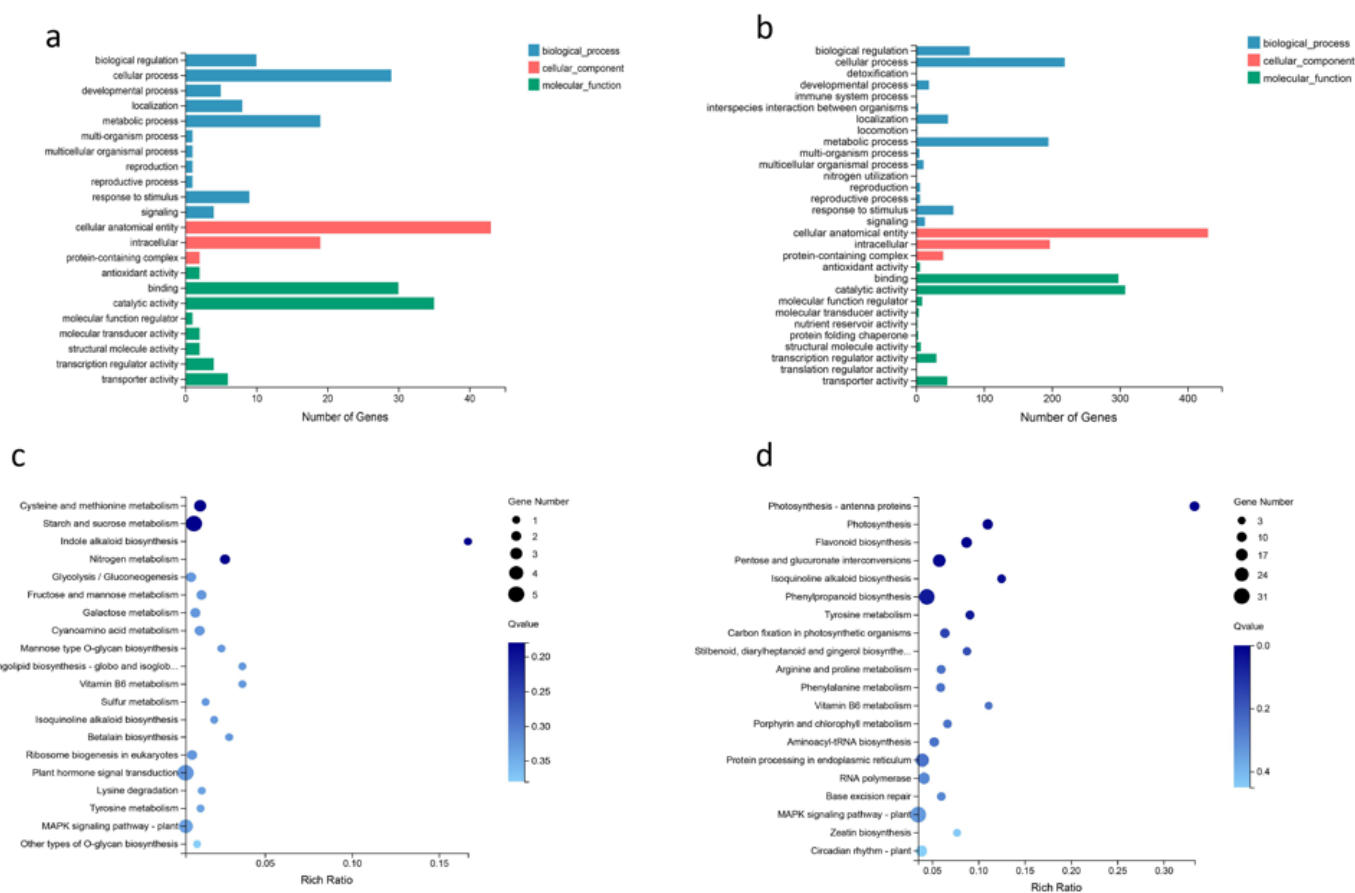 a
biological regulation
cellular process
developmental process
localization
metabolic process
multi-organism process
multicellular organismal process
reproduction
reproductive process
response to stimulus
signaling
cellular anatomical entity
intracellular
protein-containing complex
antioxidant activity
binding
catalytic activity
molecular function regulator
molecular transducer activity
structural molecule activity
transcription regulator activity
transporter activity
0 10 20 30 40
Number of Genes
biological_process
cellular_component
molecular_function
b
biological regulation
cellular process
detoxification
developmental process
immune system process
interspecies interaction between organisms
localization
locomotion
metabolic process
multi-organism process
multicellular organismal process
nitrogen utilization
reproduction
reproductive process
response to stimulus
signaling
cellular anatomical entity
intracellular
protein-containing complex
antioxidant activity
binding
catalytic activity
molecular function regulator
molecular transducer activity
nutrient reservoir activity
protein folding chaperone
structural molecule activity
transcription regulator activity
translation regulator activity
transporter activity
0 100 200 300 400
Number of Genes
biological_process
cellular_component
molecular_function
c
Cysteine and methionine metabolism
Starch and sucrose metabolism
Indole alkaloid biosynthesis
Nitrogen metabolism
Glycolysis / Gluconeogenesis
Fructose and mannose metabolism
Galactose metabolism
Cyanoamino acid metabolism
Mannose type O-glycan biosynthesis
ngolipid biosynthesis - globo and isoglob...
Vitamin B6 metabolism
Sulfur metabolism
Isoquinoline alkaloid biosynthesis
Betalain biosynthesis
Ribosome biogenesis in eukaryotes
Plant hormone signal transduction
Lysine degradation
Tyrosine metabolism
MAPK signaling pathway - plant
Other types of O-glycan biosynthesis
0.05 0.10 0.15
Rich Ratio
Gene Number
1
2
3
4
5
Qvalue
0.20
0.25
0.30
0.35
d
Photosynthesis - antenna proteins
Photosynthesis
Flavonoid biosynthesis
Pentose and glucuronate interconversions
Isoquinoline alkaloid biosynthesis
Phenylpropanoid biosynthesis
Tyrosine metabolism
Carbon fixation in photosynthetic organisms
Stilbenoid, diarylheptanoid and gingerol biosynthe...
Arginine and proline metabolism
Phenylalanine metabolism
Vitamin B6 metabolism
Porphyrin and chlorophyll metabolism
Aminoacyl-tRNA biosynthesis
Protein processing in endoplasmic reticulum
RNA polymerase
Base excision repair
MAPK signaling pathway - plant
Zeatin biosynthesis
Circadian rhythm - plant
0.05 0.10 0.15 0.20 0.25 0.30
Rich Ratio
Gene Number
3
10
17
24
31
Qvalue
0.0
0.2
0.4